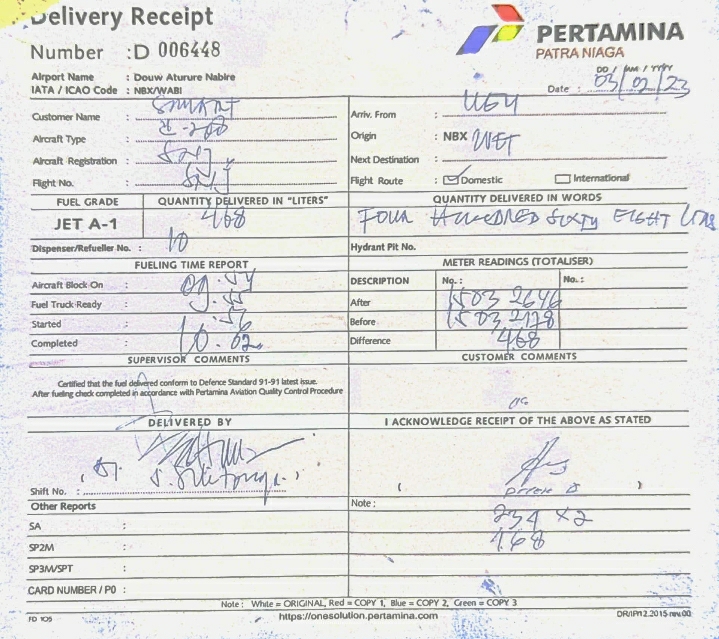 Delivery Receipt
Number : D 006448
PERTAMINA
PATRA NIAGA
Airport Name : Douw Aturure Nabire
IATA / ICAO Code : NBX/WABI
DD / MM / YYYY
Date : 03/02/23
Customer Name :
Arriv. From :
Aircraft Type :
Origin : NBX
Aircraft Registration :
Next Destination :
Flight No. :
Flight Route : Domestic International
FUEL GRADE QUANTITY DELIVERED IN "LITERS" QUANTITY DELIVERED IN WORDS
JET A-1 468 FOUR HUNDRED SIXTY EIGHT
Dispenser/Refueller No. : 10 Hydrant Pit No.
FUELING TIME REPORT METER READINGS (TOTALISER)
Aircraft Block-On : DESCRIPTION No.: No.:
Fuel Truck-Ready : After 15032646
Started : Before 15032178
Completed : 10.02 Difference 468
SUPERVISOR COMMENTS CUSTOMER COMMENTS
Certified that the fuel delivered conform to Defence Standard 91-91 latest issue.
After fueling check completed in accordance with Pertamina Aviation Quality Control Procedure
DELIVERED BY I ACKNOWLEDGE RECEIPT OF THE ABOVE AS STATED
Shift No. : ( )
Other Reports Note :
234 x2
468
SA :
SP2M :
SP3M/SPT :
CARD NUMBER / P0 :
Note : White = ORIGINAL, Red = COPY 1, Blue = COPY 2, Green = COPY 3
FD 105 https://onesolution.pertamina.com DR/IP/12.2015 rev.00